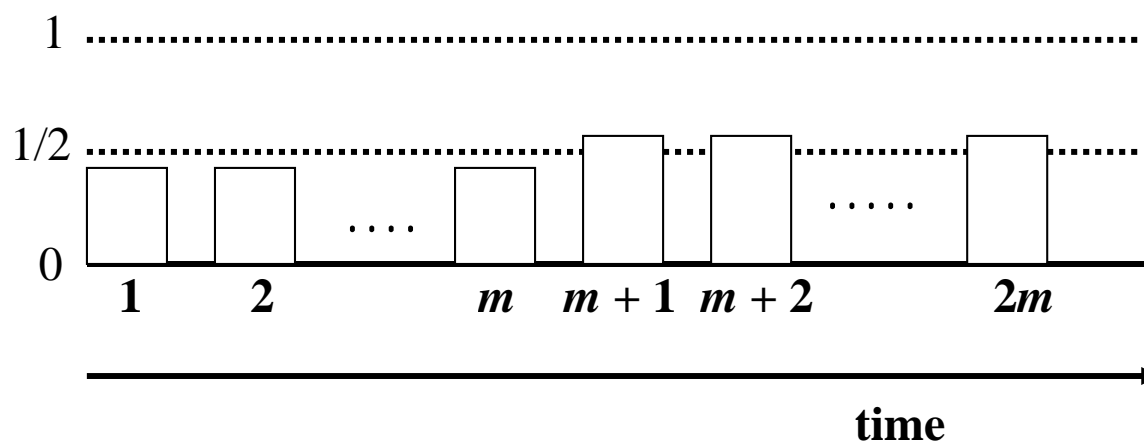 1
1/2
0
. . . .
. . . . .
1 2 m m + 1 m + 2 2m
time